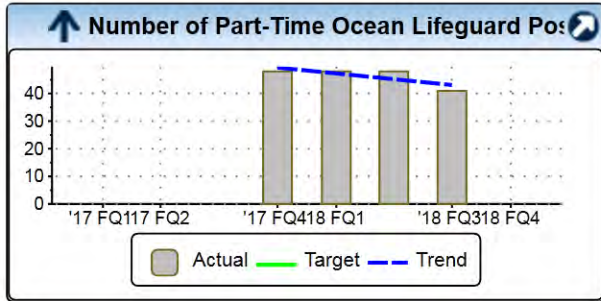 Number of Part-Time Ocean Lifeguard Pos
40
30
20
10
0
'17 FQ1 17 FQ2 '17 FQ4 18 FQ1 '18 FQ3 18 FQ4
Actual Target Trend